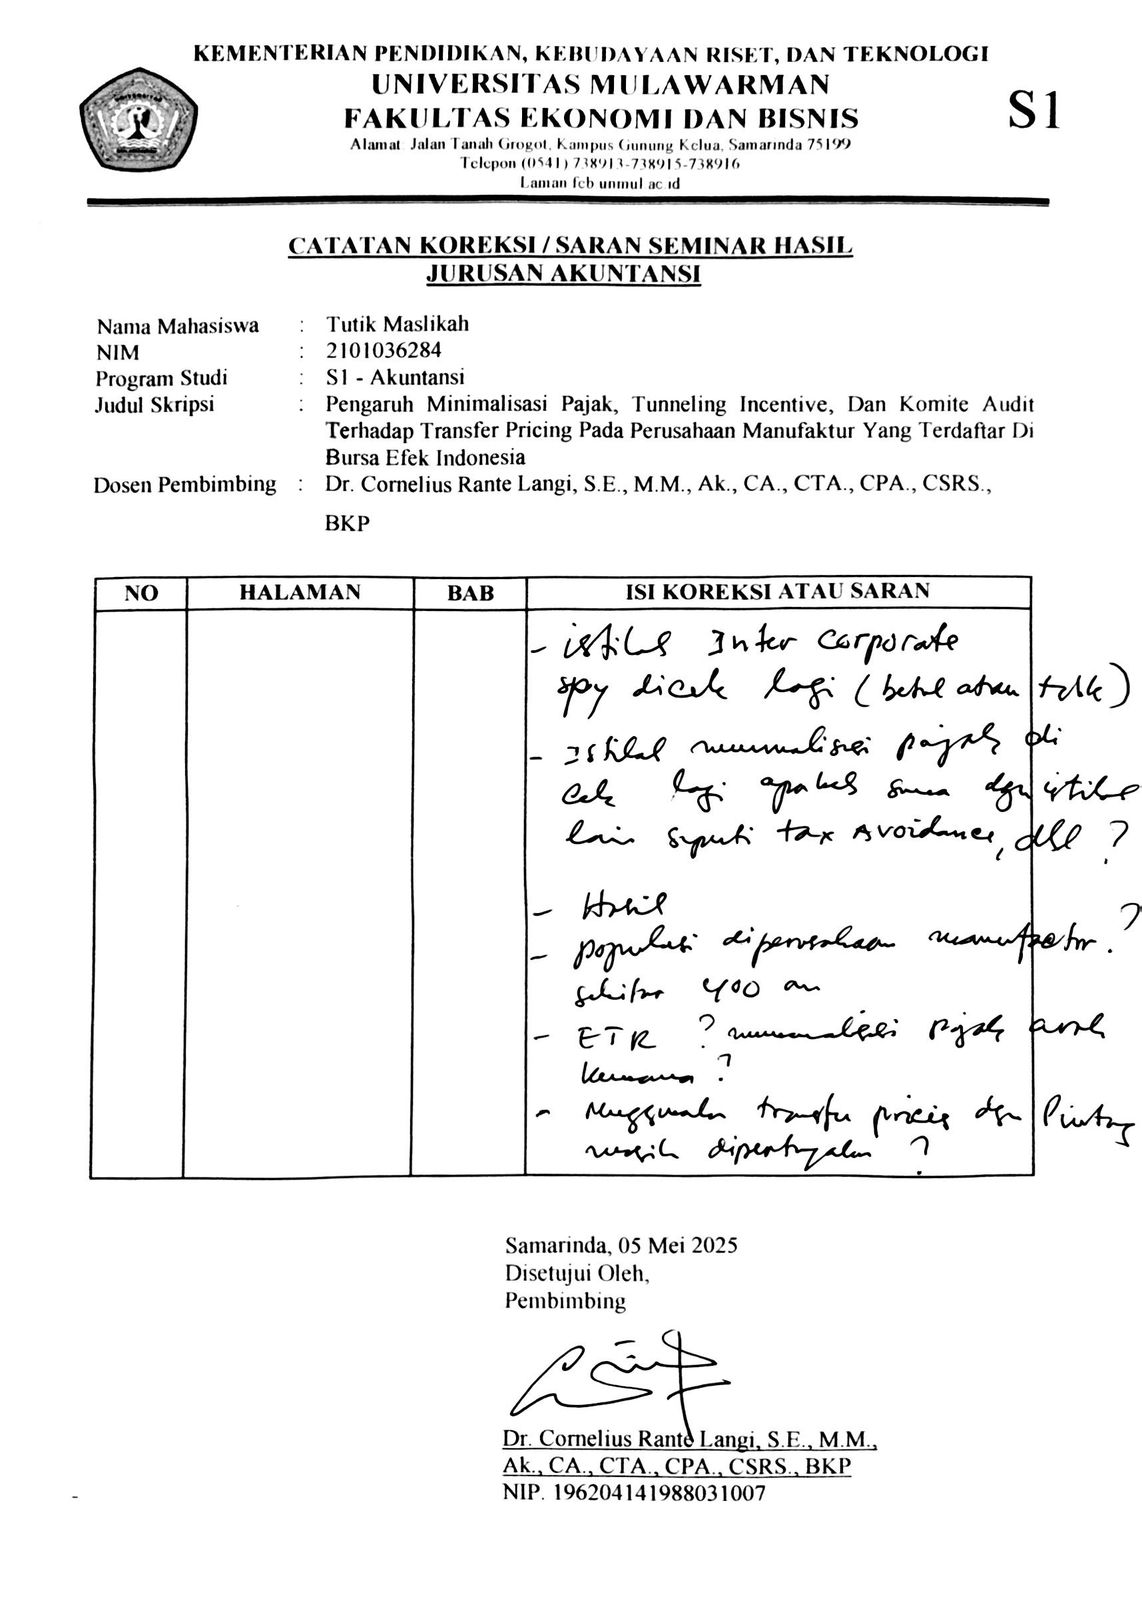 KEMENTERIAN PENDIDIKAN, KEBUDAYAAN RISET, DAN TEKNOLOGI
UNIVERSITAS MULAWARMAN
FAKULTAS EKONOMI DAN BISNIS
S1
Alamat Jalan Tanah Grogot, Kampus Gunung Kelua, Samarinda 75199
Telepon (0541) 738913-738915-738916
Laman feb unmul ac id
CATATAN KOREKSI / SARAN SEMINAR HASIL
JURUSAN AKUNTANSI
Nama Mahasiswa : Tutik Maslikah
NIM : 2101036284
Program Studi : S1 - Akuntansi
Judul Skripsi : Pengaruh Minimalisasi Pajak, Tunneling Incentive, Dan Komite Audit
Terhadap Transfer Pricing Pada Perusahaan Manufaktur Yang Terdaftar Di
Bursa Efek Indonesia
Dosen Pembimbing : Dr. Cornelius Rante Langi, S.E., M.M., Ak., CA., CTA., CPA., CSRS.,
BKP
NO HALAMAN BAB ISI KOREKSI ATAU SARAN
- istilah Inter corporate
spy dicek lagi (betul atau tdk)
- Istilah minimalisasi pajak di
cek lagi apakah sama dgn istilah
lain seperti tax Avoidance, dll ?
- Hasil
- populasi diperusahaan manufaktur ?
sekitar 400 an
- ETR ? minimalisasi pajak arah
kemana ?
- transfer pricing dgn Piutang
masih dipertanyakan ?
Samarinda, 05 Mei 2025
Disetujui Oleh,
Pembimbing
Dr. Cornelius Rante Langi, S.E., M.M.,
Ak., CA., CTA., CPA., CSRS., BKP
NIP. 196204141988031007